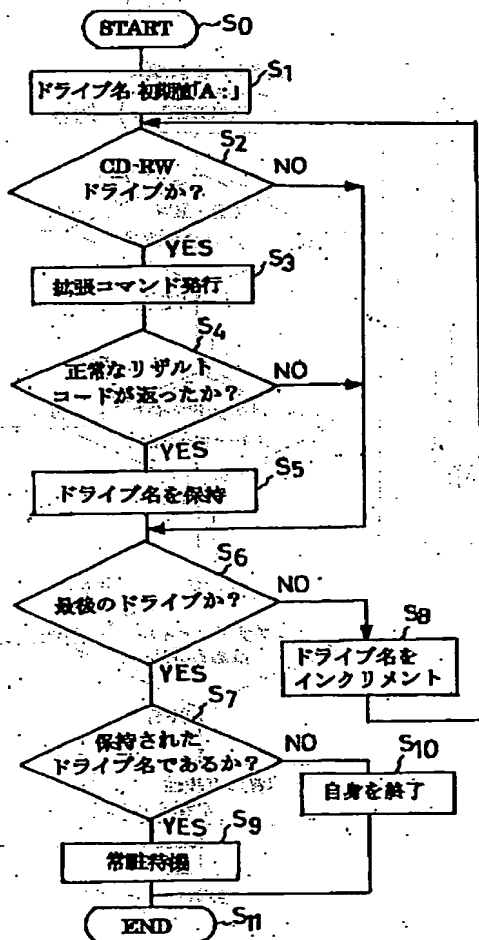 START
S0
S1
ドライブ名 初期値「A:」
S2
CD-RW
ドライブか?
NO
YES
S3
拡張コマンド発行
S4
正常なリザルト
コードが返ったか?
NO
YES
S5
ドライブ名を保持
S6
最後のドライブか?
NO
YES
S8
ドライブ名を
インクリメント
S7
保持された
ドライブ名であるか?
NO
YES
S10
自身を終了
S9
常駐待機
END
S11